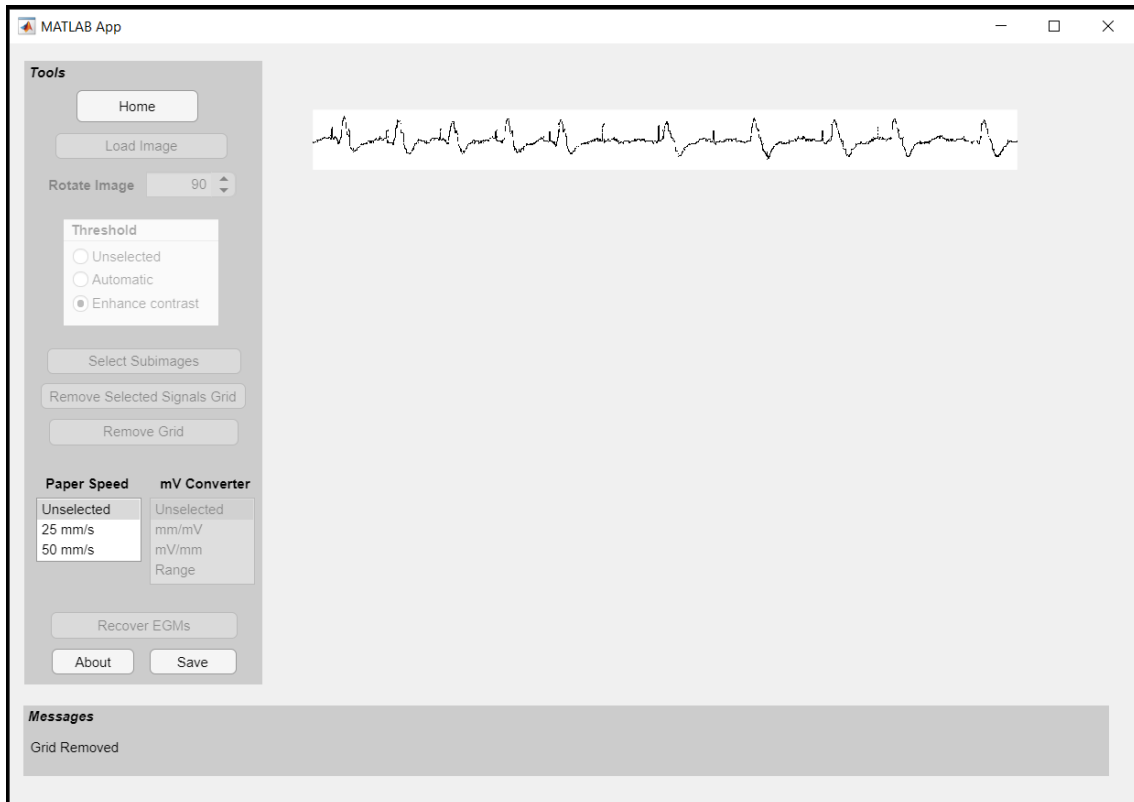 MATLAB App
Tools
Home
Load Image
Rotate Image 90
Threshold
Unselected
Automatic
Enhance contrast
Select Subimages
Remove Selected Signals Grid
Remove Grid
Paper Speed mV Converter
Unselected Unselected
25 mm/s mm/mV
50 mm/s mV/mm
Range
Recover EGMs
About Save
Messages
Grid Removed